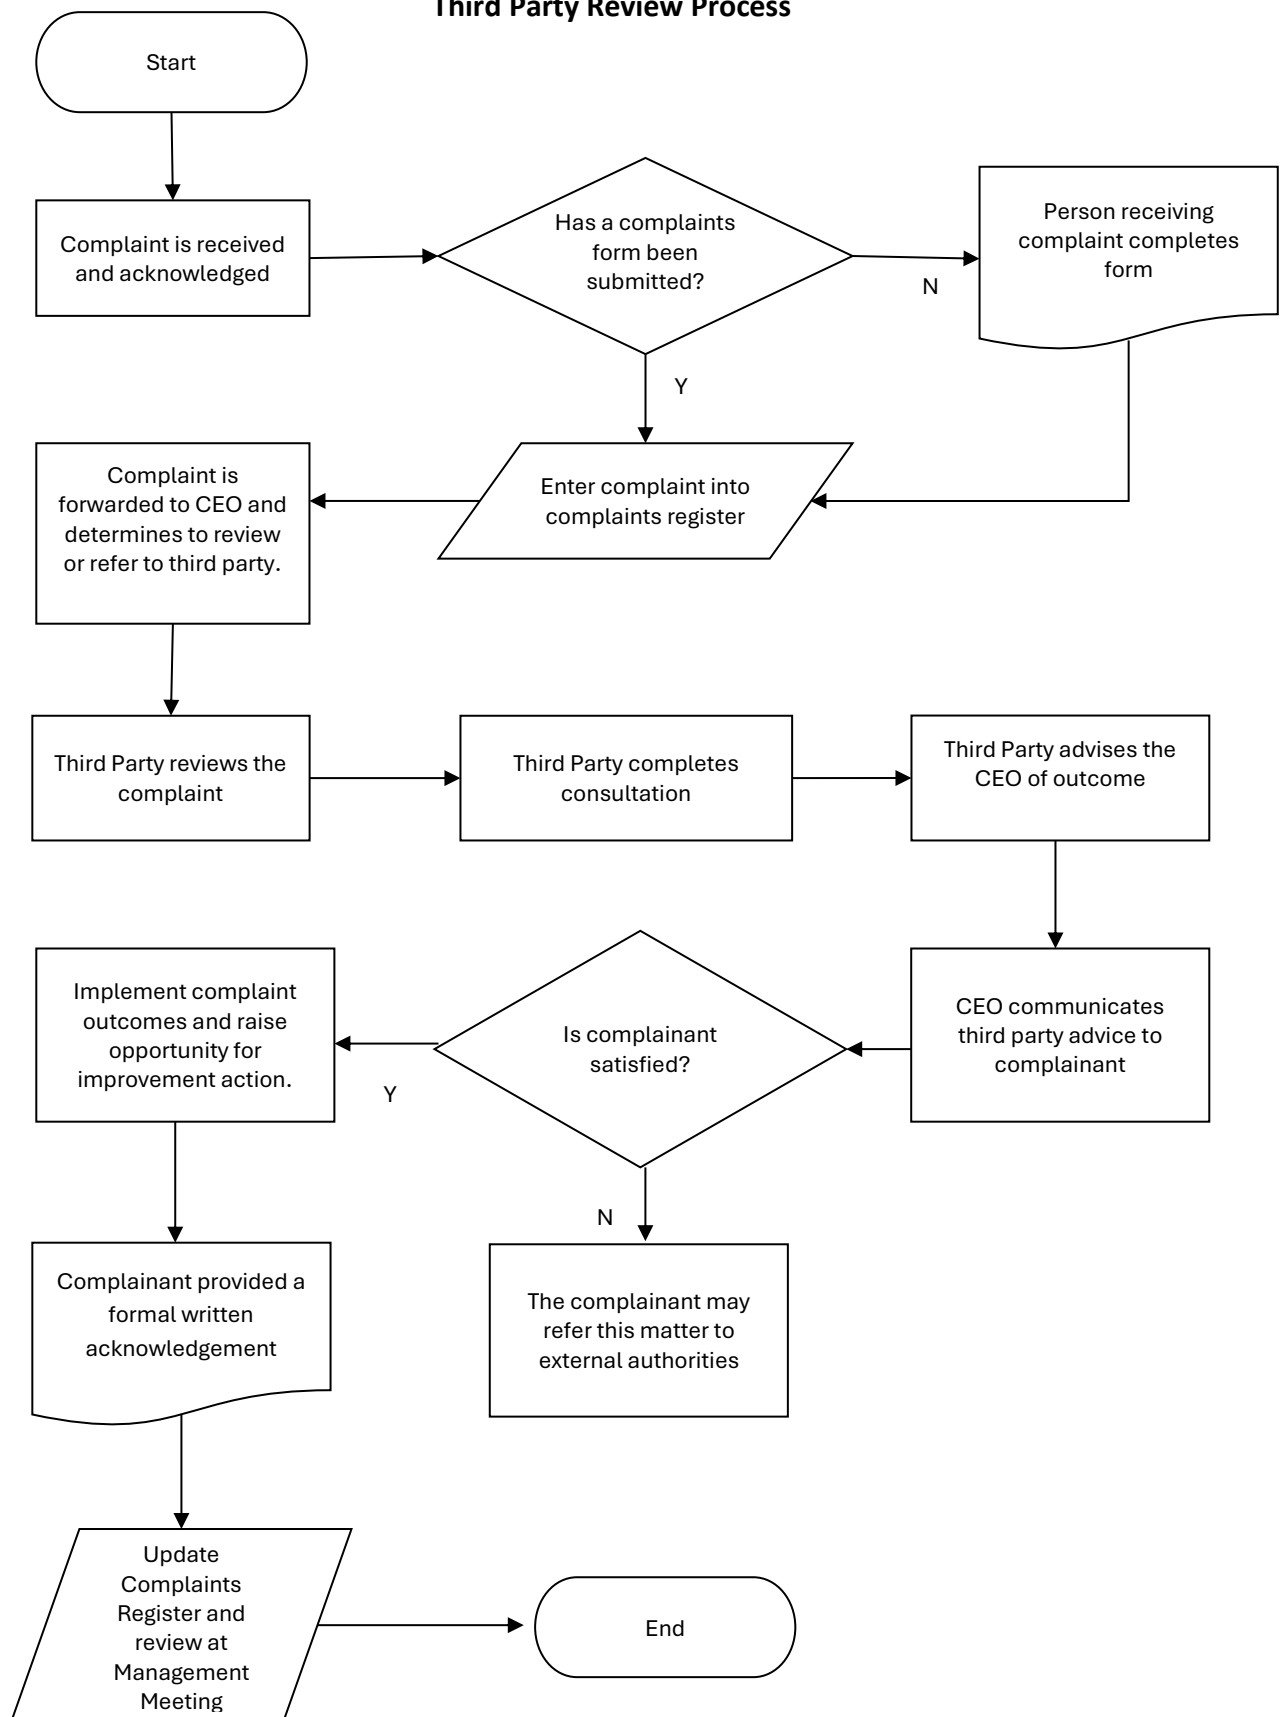 Third Party Review Process
Start
Complaint is received
and acknowledged
Has a complaints
form been
submitted?
N
Person receiving
complaint completes
form
Y
Complaint is
forwarded to CEO and
determines to review
or refer to third party.
Enter complaint into
complaints register
Third Party reviews the
complaint
Third Party completes
consultation
Third Party advises the
CEO of outcome
CEO communicates
third party advice to
complainant
Is complainant
satisfied?
Y
Implement complaint
outcomes and raise
opportunity for
improvement action.
N
The complainant may
refer this matter to
external authorities
Complainant provided a
formal written
acknowledgement
Update
Complaints
Register and
review at
Management
Meeting
End